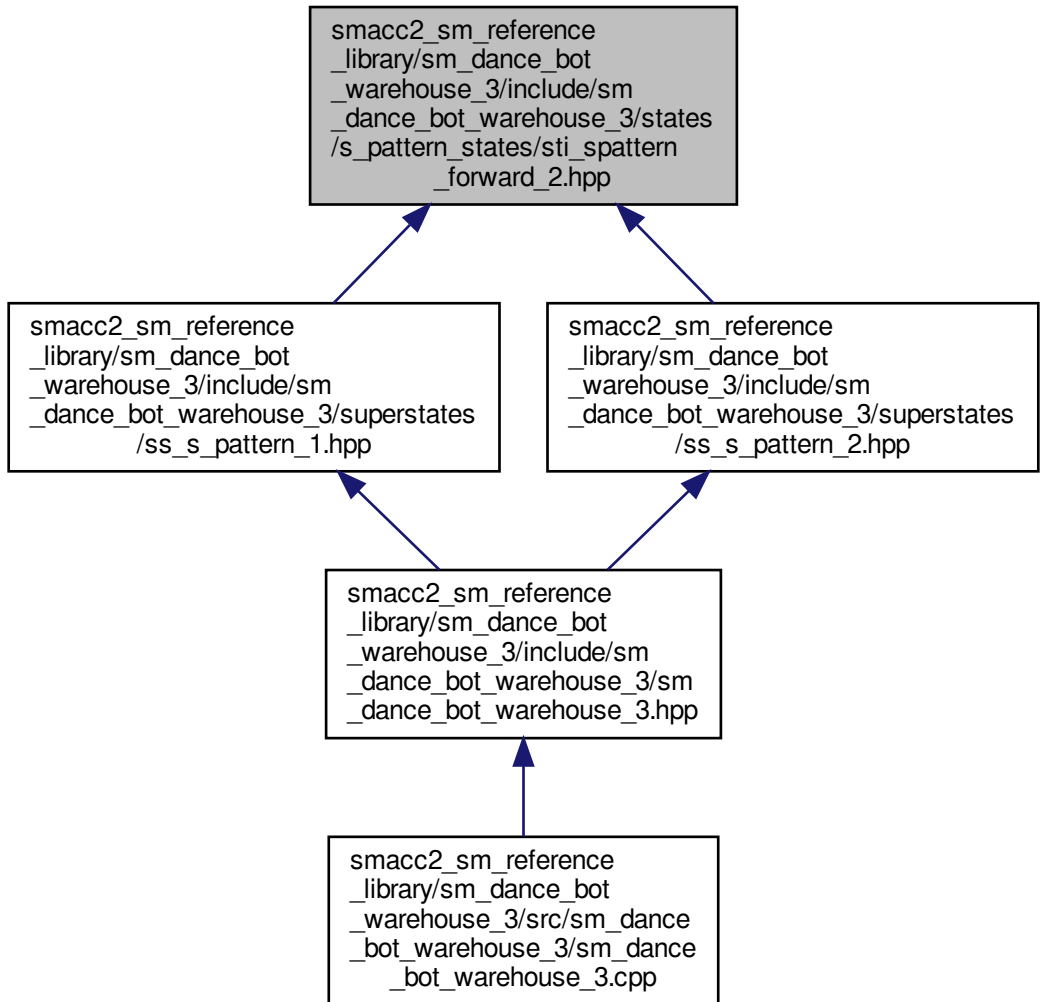 smacc2_sm_reference
_library/sm_dance_bot
_warehouse_3/include/sm
_dance_bot_warehouse_3/states
/s_pattern_states/sti_spattern
_forward_2.hpp
smacc2_sm_reference
_library/sm_dance_bot
_warehouse_3/include/sm
_dance_bot_warehouse_3/superstates
/ss_s_pattern_1.hpp
smacc2_sm_reference
_library/sm_dance_bot
_warehouse_3/include/sm
_dance_bot_warehouse_3/superstates
/ss_s_pattern_2.hpp
smacc2_sm_reference
_library/sm_dance_bot
_warehouse_3/include/sm
_dance_bot_warehouse_3/sm
_dance_bot_warehouse_3.hpp
smacc2_sm_reference
_library/sm_dance_bot
_warehouse_3/src/sm_dance
_bot_warehouse_3/sm_dance
_bot_warehouse_3.cpp